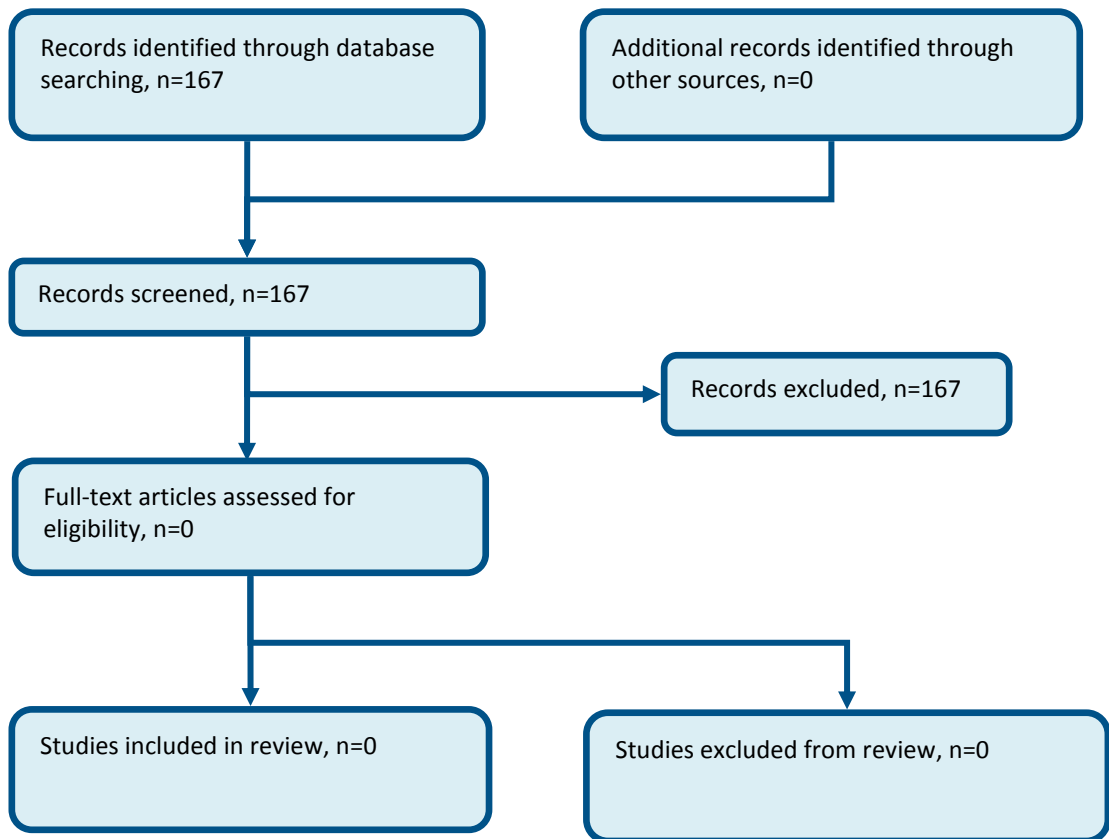 Records identified through database
searching, n=167
Additional records identified through
other sources, n=0
Records screened, n=167
Records excluded, n=167
Full-text articles assessed for
eligibility, n=0
Studies included in review, n=0
Studies excluded from review, n=0